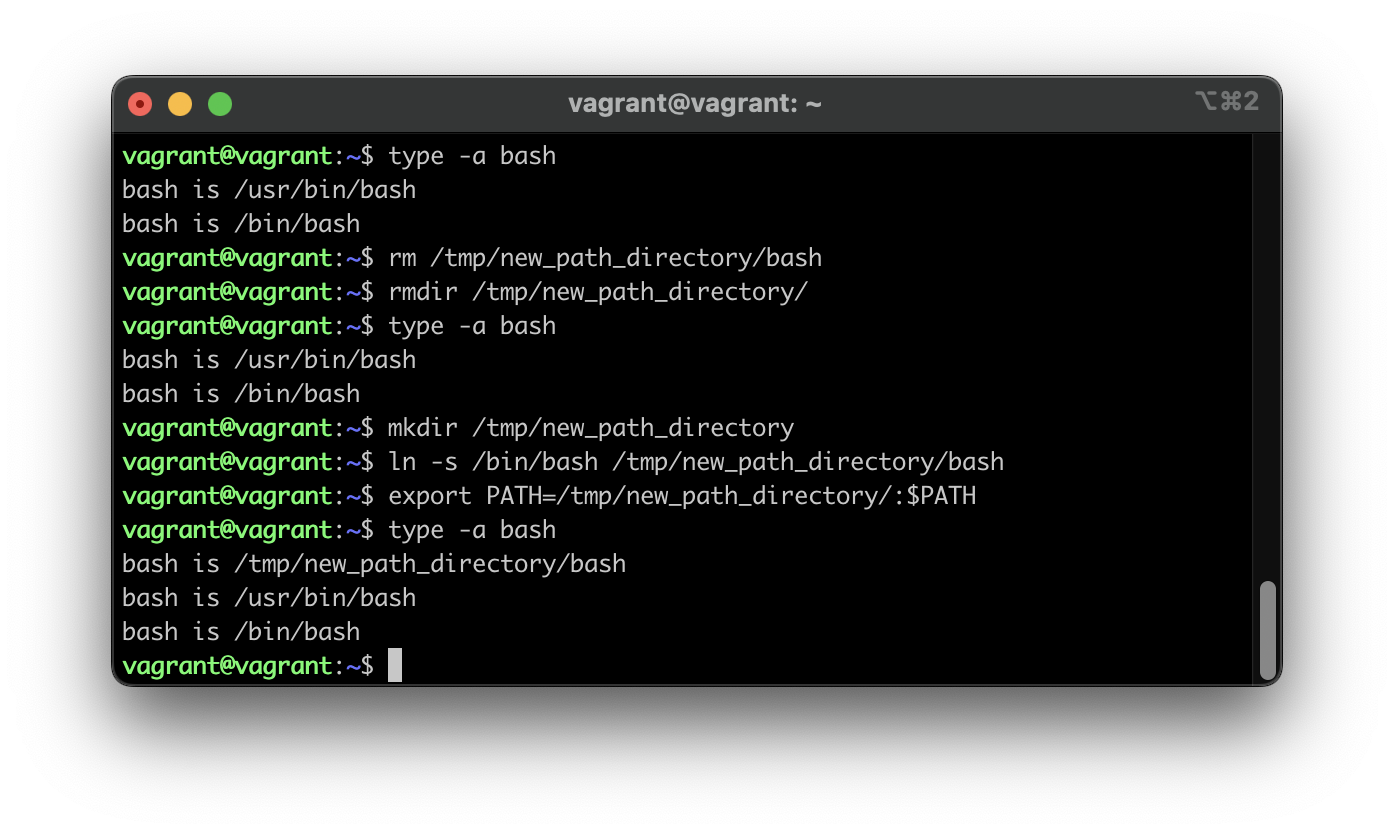 vagrant@vagrant: ~
⌥⌘2
vagrant@vagrant:~$ type -a bash
bash is /usr/bin/bash
bash is /bin/bash
vagrant@vagrant:~$ rm /tmp/new_path_directory/bash
vagrant@vagrant:~$ rmdir /tmp/new_path_directory/
vagrant@vagrant:~$ type -a bash
bash is /usr/bin/bash
bash is /bin/bash
vagrant@vagrant:~$ mkdir /tmp/new_path_directory
vagrant@vagrant:~$ ln -s /bin/bash /tmp/new_path_directory/bash
vagrant@vagrant:~$ export PATH=/tmp/new_path_directory/:$PATH
vagrant@vagrant:~$ type -a bash
bash is /tmp/new_path_directory/bash
bash is /usr/bin/bash
bash is /bin/bash
vagrant@vagrant:~$